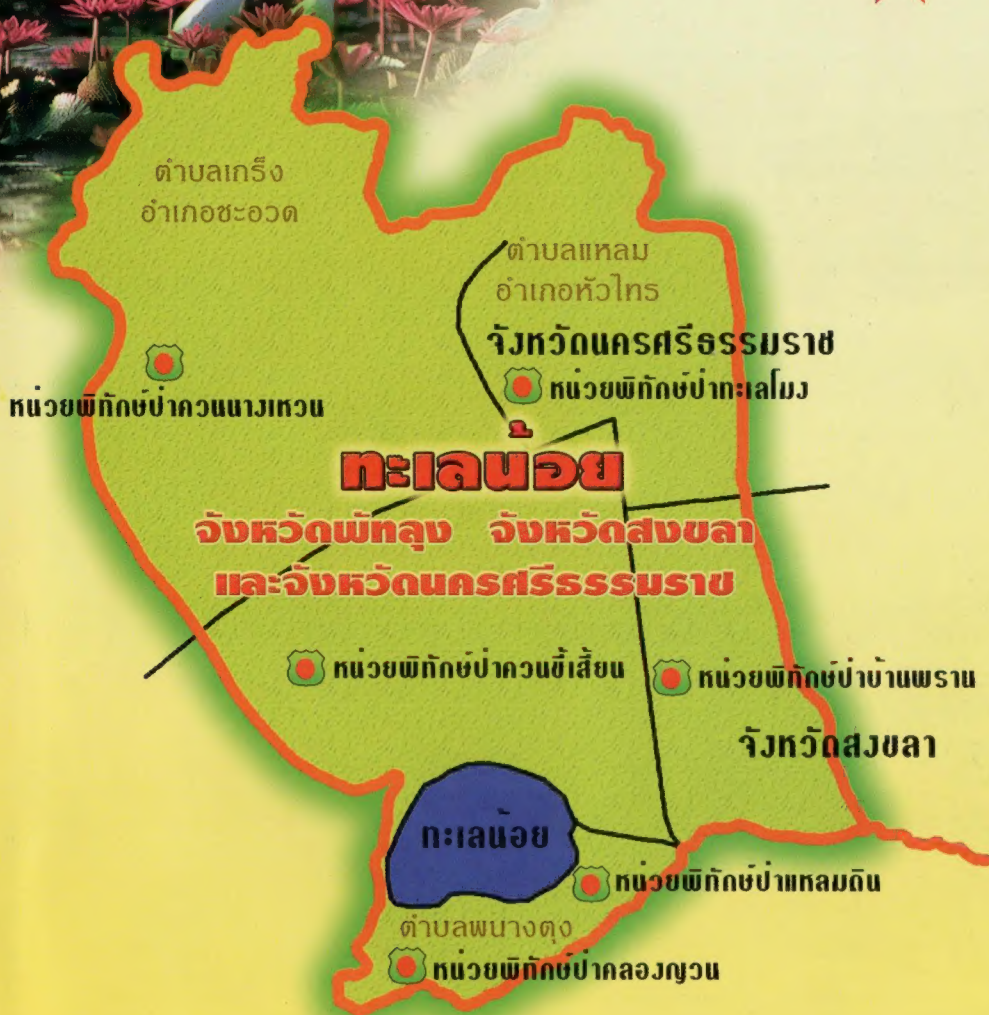 ตำบลเกร็ง
อำเภอชะอวด
ตำบลแหลม
อำเภอหัวไทร
จังหวัดนครศรีธรรมราช
หน่วยพิทักษ์ป่าควนนางเหวน
หน่วยพิทักษ์ป่าทะเลโมง
ทะเลน้อย
จังหวัดพัทลุง จังหวัดสงขลา
และจังหวัดนครศรีธรรมราช
หน่วยพิทักษ์ป่าควนขี้เสี้ยน
หน่วยพิทักษ์ป่าบ้านพราน
จังหวัดสงขลา
ทะเลน้อย
หน่วยพิทักษ์ป่าแหลมดิน
ตำบลพนางตุง
หน่วยพิทักษ์ป่าคลองญวน